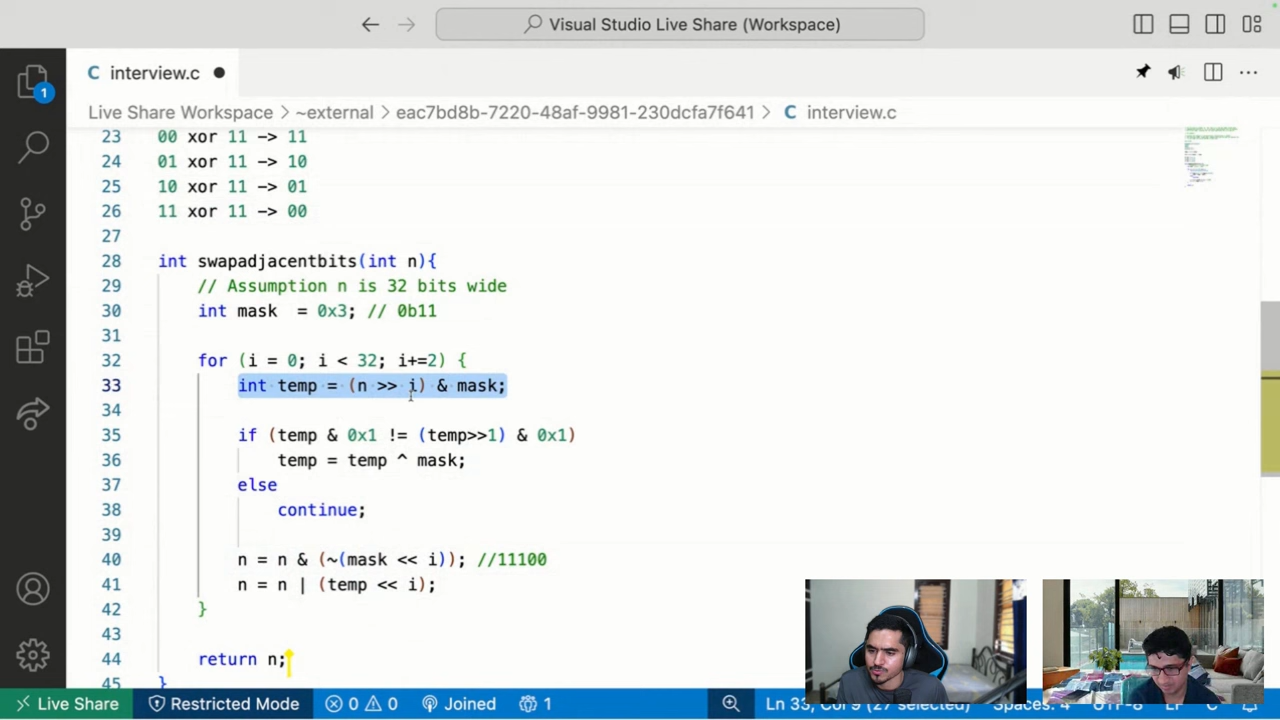 Visual Studio Live Share (Workspace)
C interview.c
Live Share Workspace > ~external > eac7bd8b-7220-48af-9981-230dcfa7f641 > C interview.c
1
23 00 xor 11 -> 11
24 01 xor 11 -> 10
25 10 xor 11 -> 01
26 11 xor 11 -> 00
27
28 int swapadjacentbits(int n){
29 // Assumption n is 32 bits wide
30 int mask  = 0x3; // 0b11
31
32 for (i = 0; i < 32; i+=2) {
33 int temp = (n >> i) & mask;
34
35 if (temp & 0x1 != (temp>>1) & 0x1)
36 temp = temp ^ mask;
37 else
38 continue;
39
40 n = n & (~(mask << i)); //11100
41 n = n | (temp << i);
42 }
43
44 return n;
45 }
Live Share Restricted Mode 0 0 Joined 1 Ln 33, Col 9 (27 selected) Spaces: 4 UTF-8 LF C